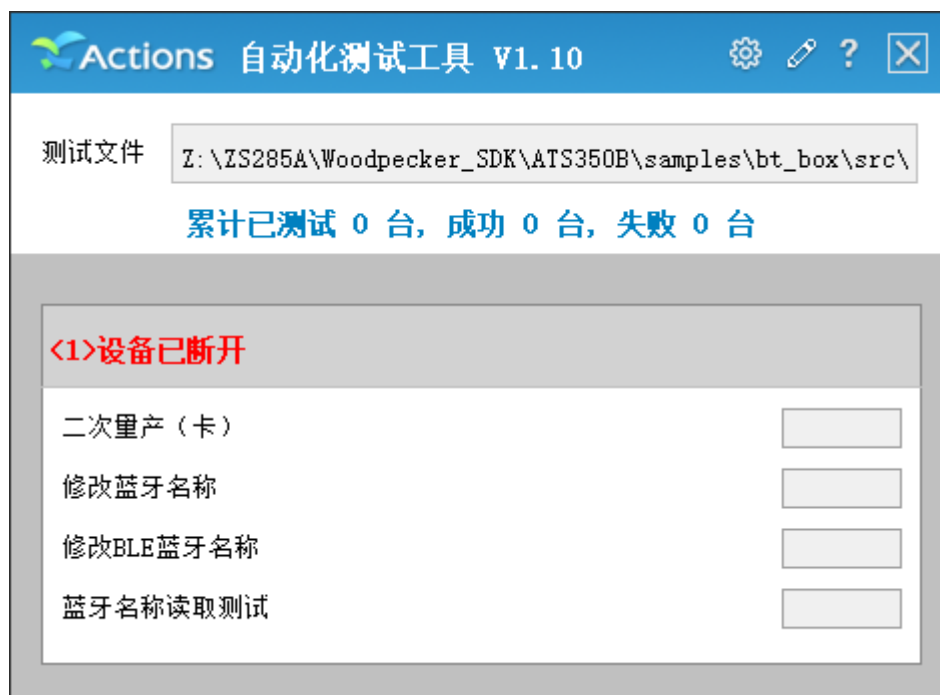 Actions 自动化测试工具 V1.10 ?
测试文件 Z:\ZS285A\Woodpecker_SDK\ATS350B\samples\bt_box\src\
累计已测试 0 台, 成功 0 台, 失败 0 台
<1>设备已断开
二次量产（卡）
修改蓝牙名称
修改BLE蓝牙名称
蓝牙名称读取测试